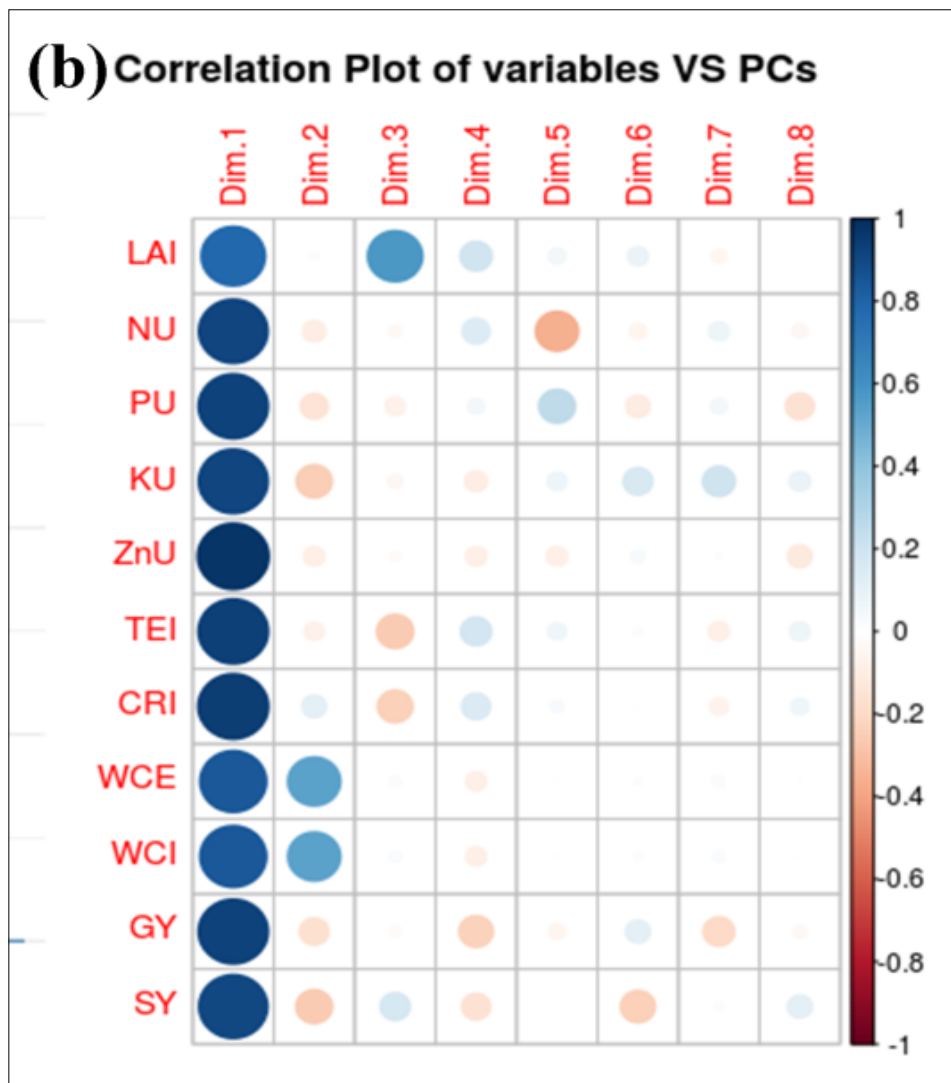 (b) Correlation Plot of variables VS PCs
Dim.1 Dim.2 Dim.3 Dim.4 Dim.5 Dim.6 Dim.7 Dim.8
LAI
NU
PU
KU
ZnU
TEI
CRI
WCE
WCI
GY
SY
1
0.8
0.6
0.4
0.2
0
-0.2
-0.4
-0.6
-0.8
-1